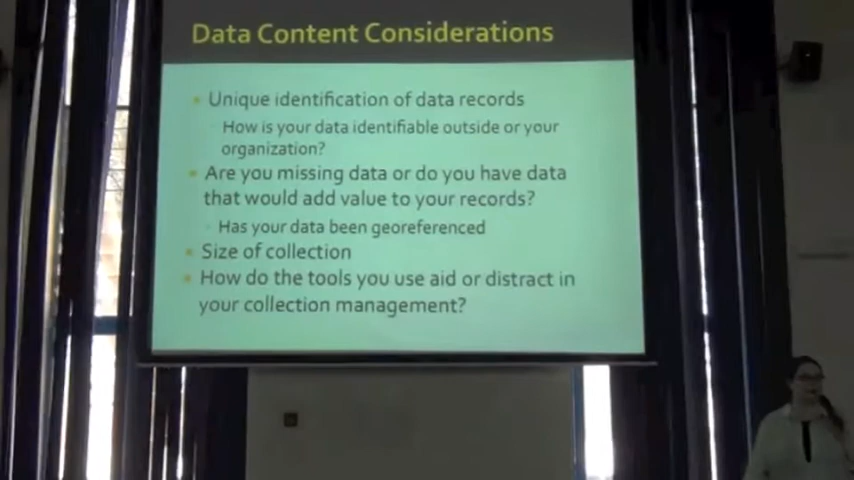 Data Content Considerations
Unique identification of data records
How is your data identifiable outside or your
organization?
Are you missing data or do you have data
that would add value to your records?
Has your data been georeferenced
Size of collection
How do the tools you use aid or distract in
your collection management?